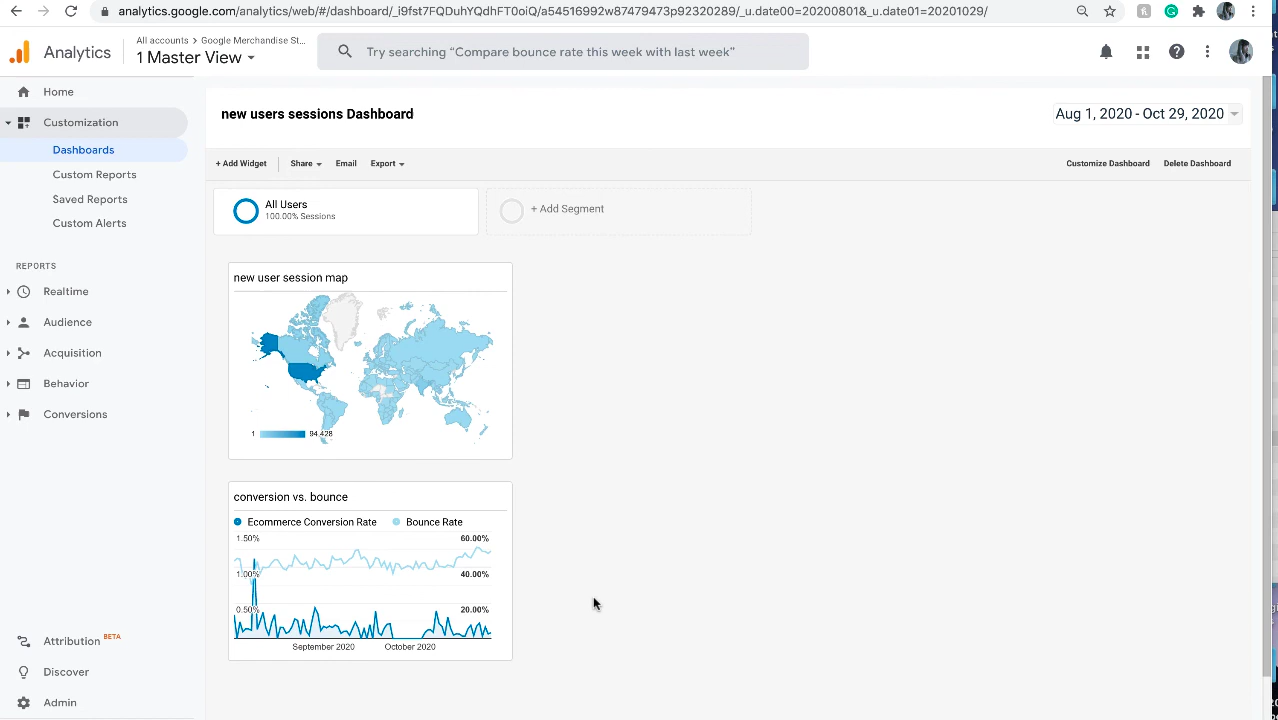 analytics.google.com/analytics/web/#/dashboard/_i9fst7FQDuhYQdhFT0oiQ/a54516992w87479473p92320289/_u.date00=20200801&_u.date01=20201029/
Analytics
All accounts > Google Merchandise St...
1 Master View
Try searching “Compare bounce rate this week with last week”
Home
Customization
Dashboards
Custom Reports
Saved Reports
Custom Alerts
REPORTS
Realtime
Audience
Acquisition
Behavior
Conversions
Attribution BETA
Discover
Admin
new users sessions Dashboard
Aug 1, 2020 - Oct 29, 2020
+ Add Widget
Share
Email
Export
Customize Dashboard
Delete Dashboard
All Users
100.00% Sessions
+ Add Segment
new user session map
1
94,428
conversion vs. bounce
Ecommerce Conversion Rate
Bounce Rate
1.50%
60.00%
1.00%
40.00%
0.50%
20.00%
September 2020
October 2020